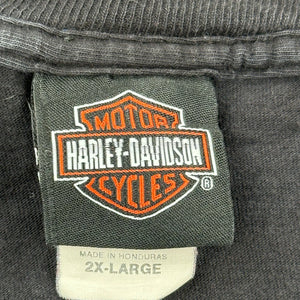 MOTOR
HARLEY-DAVIDSON
CYCLES
®
MADE IN HONDURAS
2X-LARGE